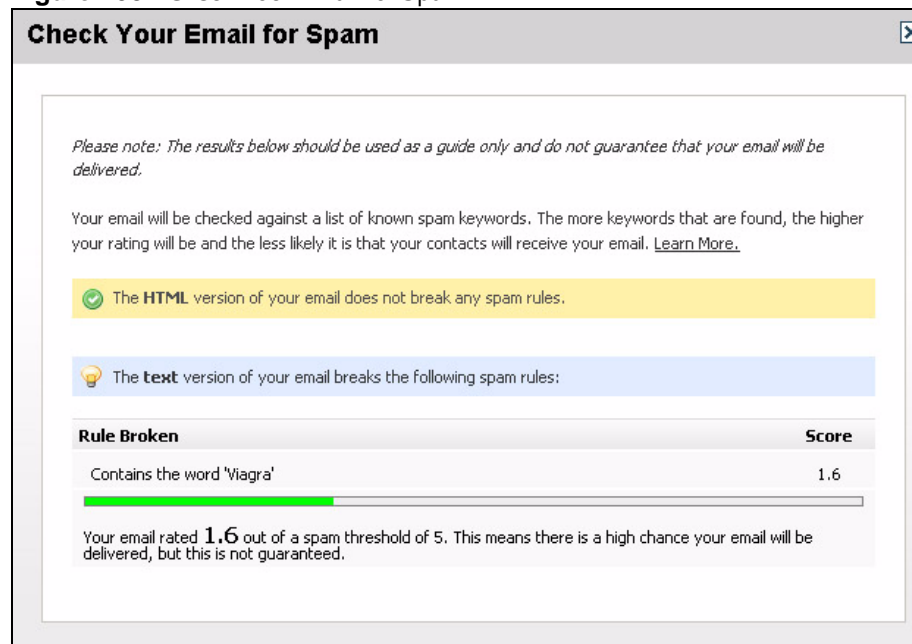 Check Your Email for Spam
Please note: The results below should be used as a guide only and do not guarantee that your email will be
delivered.
Your email will be checked against a list of known spam keywords. The more keywords that are found, the higher
your rating will be and the less likely it is that your contacts will receive your email. Learn More.
The HTML version of your email does not break any spam rules.
The text version of your email breaks the following spam rules:
Rule Broken Score
Contains the word 'Viagra' 1.6
Your email rated 1.6 out of a spam threshold of 5. This means there is a high chance your email will be
delivered, but this is not guaranteed.